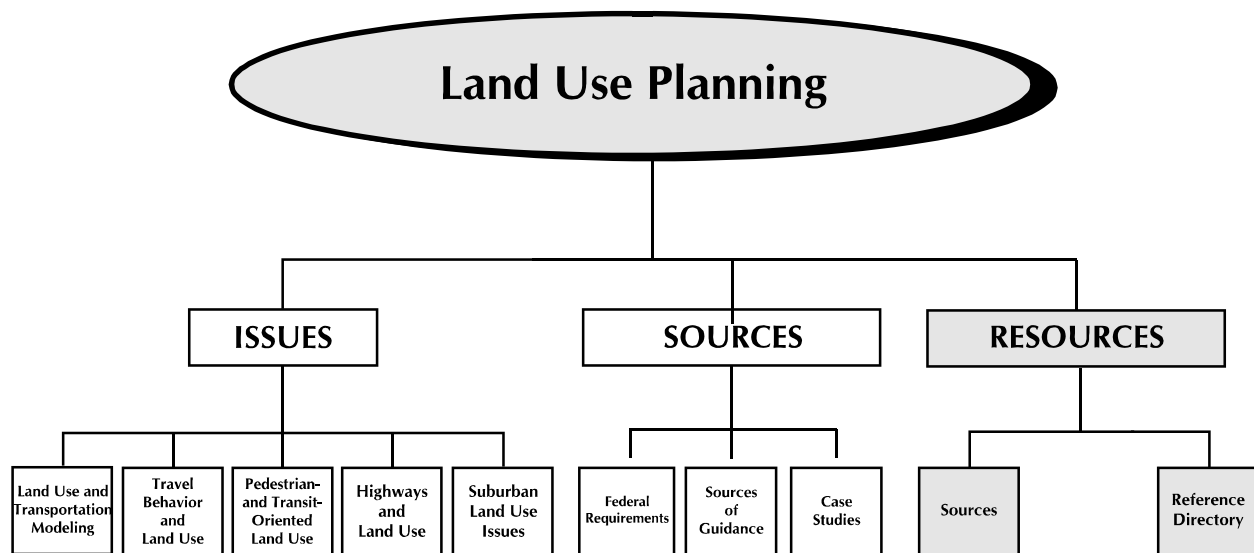 Land Use Planning
ISSUES
SOURCES
RESOURCES
Land Use and
Transportation
Modeling
Travel
Behavior
and
Land Use
Pedestrian-
and Transit-
Oriented
Land Use
Highways
and
Land Use
Suburban
Land Use
Issues
Federal
Requirements
Sources
of
Guidance
Case
Studies
Sources
Reference
Directory